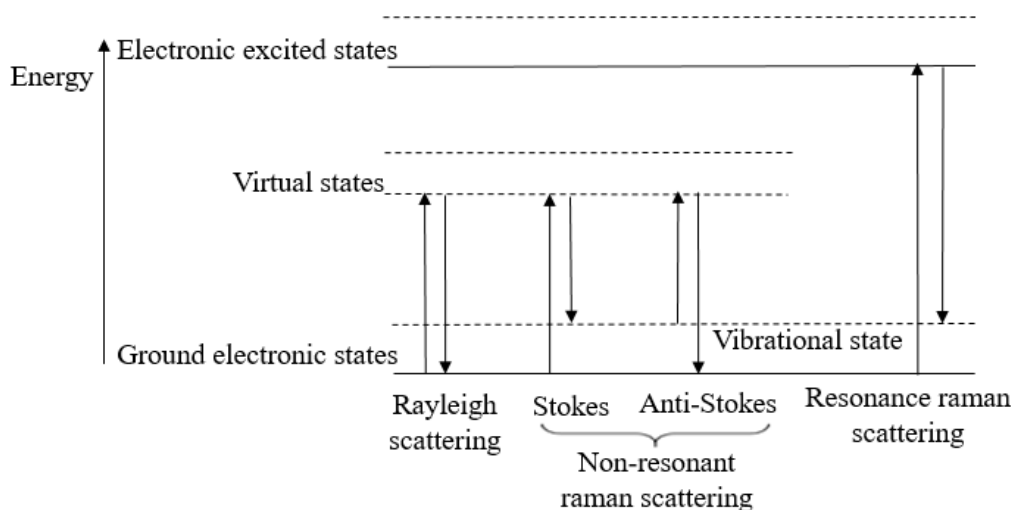 Electronic excited states
Energy
Virtual states
Vibrational state
Ground electronic states
Rayleigh
scattering
Stokes
Anti-Stokes
Resonance raman
scattering
Non-resonant
raman scattering